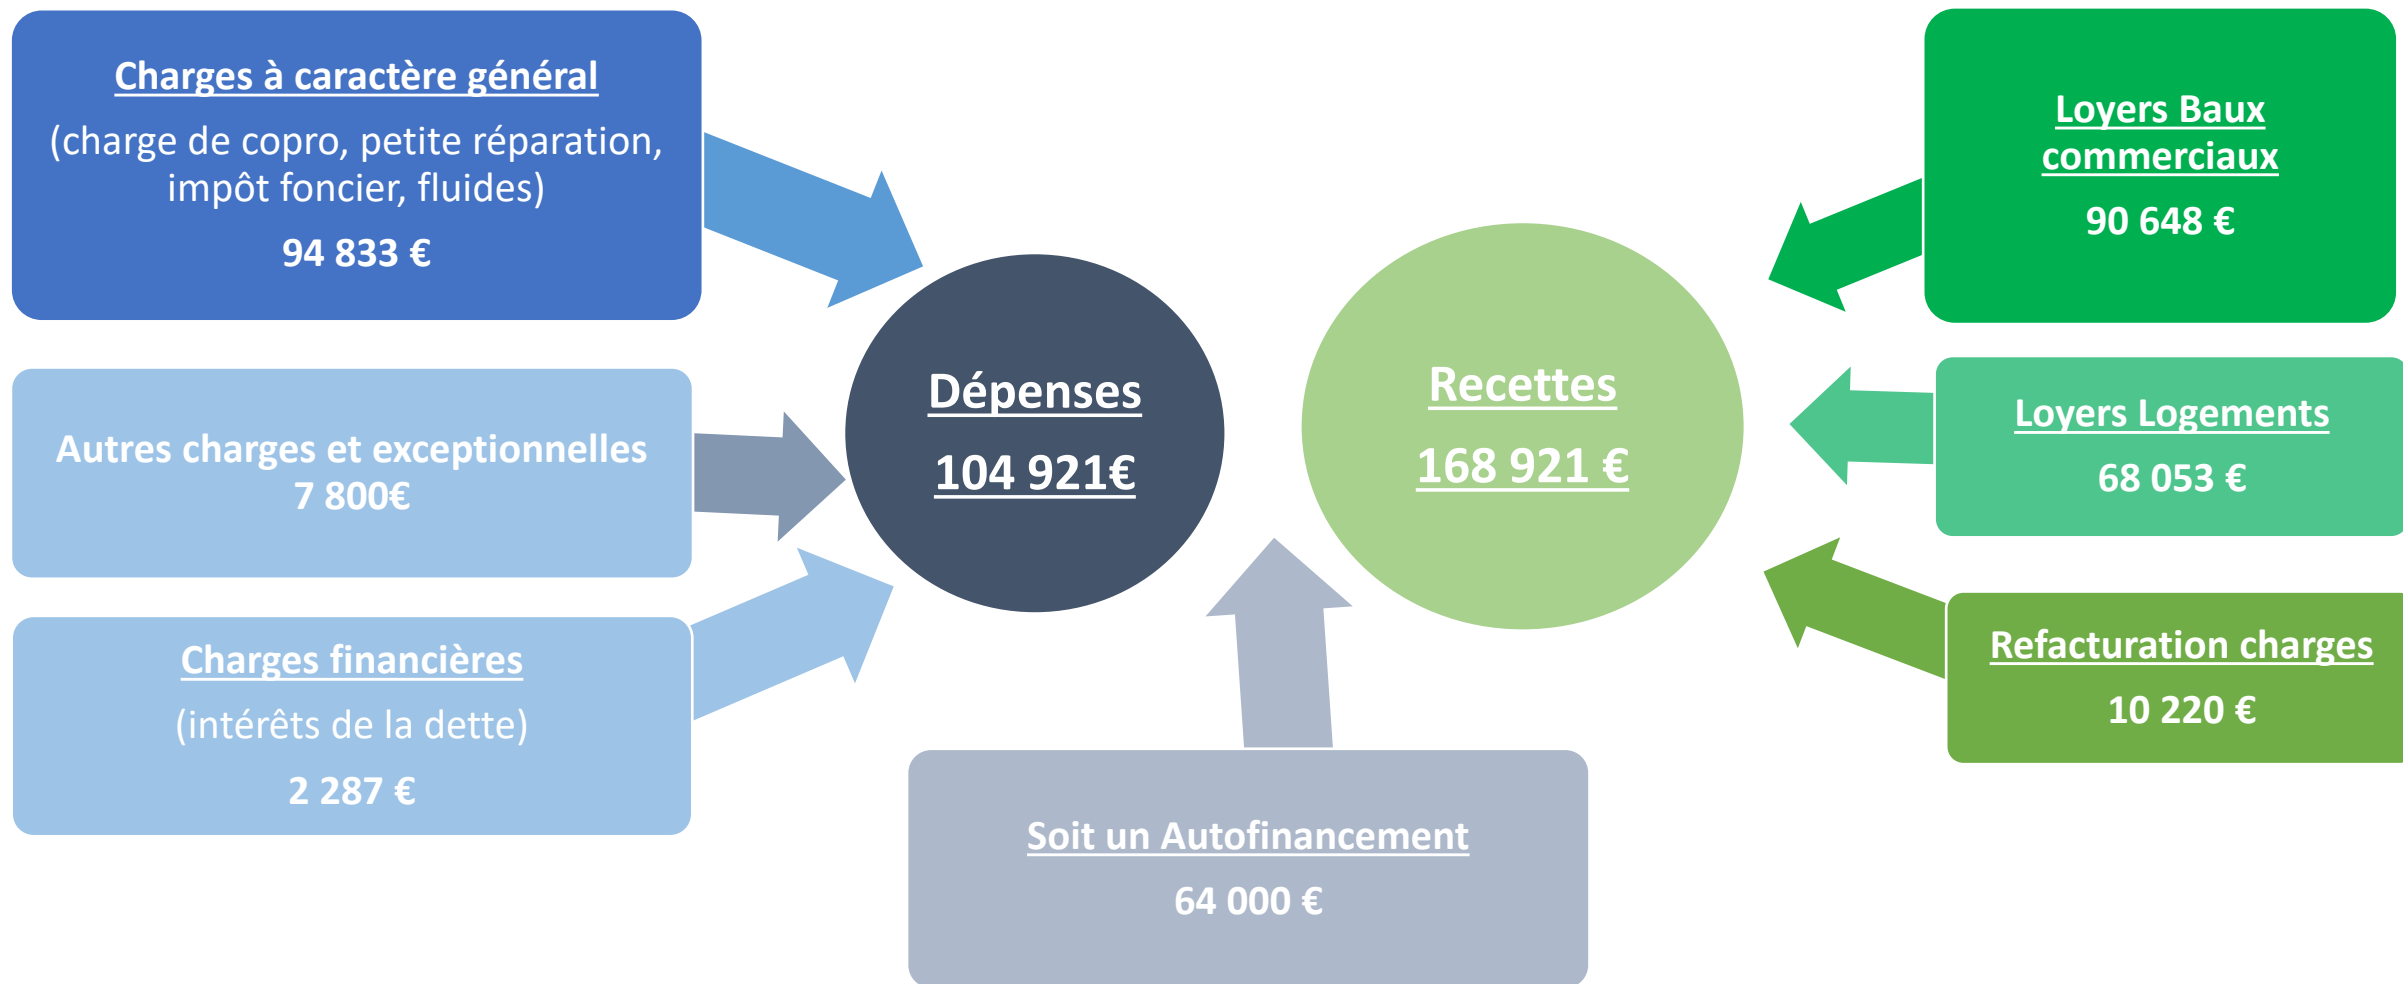 Charges à caractère général
(charge de copro, petite réparation,
impôt foncier, fluides)
94 833 €
Autres charges et exceptionnelles
7 800€
Charges financières
(intérêts de la dette)
2 287 €
Dépenses
104 921€
Recettes
168 921 €
Soit un Autofinancement
64 000 €
Loyers Baux
commerciaux
90 648 €
Loyers Logements
68 053 €
Refacturation charges
10 220 €